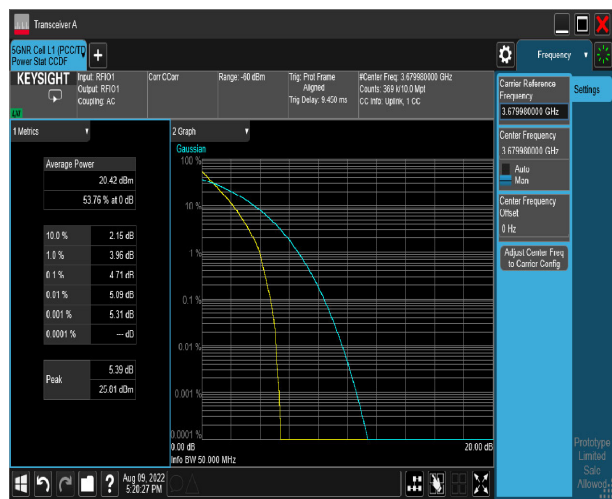 Transceiver A
5GNR Cell L1 (PCC/TD
Power Stat CCDF
+
Frequency
KEYSIGHT
Input: RFIO1
Output: RFIO1
Coupling: AC
Corr CCorr
Range: -60 dBm
Trig: Prot Frame
Aligned
Trig Delay: 9.450 ms
#Center Freq: 3.679980000 GHz
Counts: 369 k/10.0 Mpt
CC Info: Uplink, 1 CC
1 Metrics
Average Power
20.42 dBm
53.76 % at 0 dB
10.0 % 2.15 dB
1.0 % 3.96 dB
0.1 % 4.71 dB
0.01 % 5.09 dB
0.001 % 5.31 dB
0.0001 % --- dB
Peak
5.39 dB
25.81 dBm
2 Graph
Gaussian
100 %
10 %
1 %
0.1 %
0.01 %
0.001 %
0.0001 %
0.00 dB
20.00 dB
Info BW 50.000 MHz
Carrier Reference
Frequency
3.679980000 GHz
Center Frequency
3.679980000 GHz
Auto
Man
Center Frequency
Offset
0 Hz
Adjust Center Freq
to Carrier Config
Settings
Prototype
Limited
Sale
Allowed
?
Aug 09, 2022
5:20:27 PM